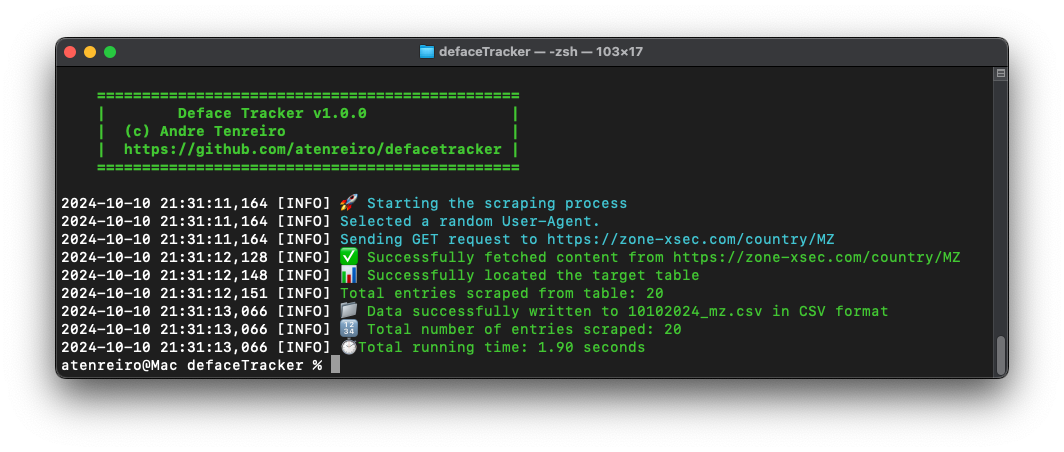 defaceTracker — -zsh — 103×17
===============================================
|        Deface Tracker v1.0.0                |
|  (c) Andre Tenreiro                         |
|  https://github.com/atenreiro/defacetracker |
===============================================
2024-10-10 21:31:11,164 [INFO] 🚀 Starting the scraping process
2024-10-10 21:31:11,164 [INFO] Selected a random User-Agent.
2024-10-10 21:31:11,164 [INFO] Sending GET request to https://zone-xsec.com/country/MZ
2024-10-10 21:31:12,128 [INFO] ✅ Successfully fetched content from https://zone-xsec.com/country/MZ
2024-10-10 21:31:12,148 [INFO] 📊 Successfully located the target table
2024-10-10 21:31:12,151 [INFO] Total entries scraped from table: 20
2024-10-10 21:31:13,066 [INFO] 📁 Data successfully written to 10102024_mz.csv in CSV format
2024-10-10 21:31:13,066 [INFO] 🔢 Total number of entries scraped: 20
2024-10-10 21:31:13,066 [INFO] ⏱Total running time: 1.90 seconds
atenreiro@Mac defaceTracker %